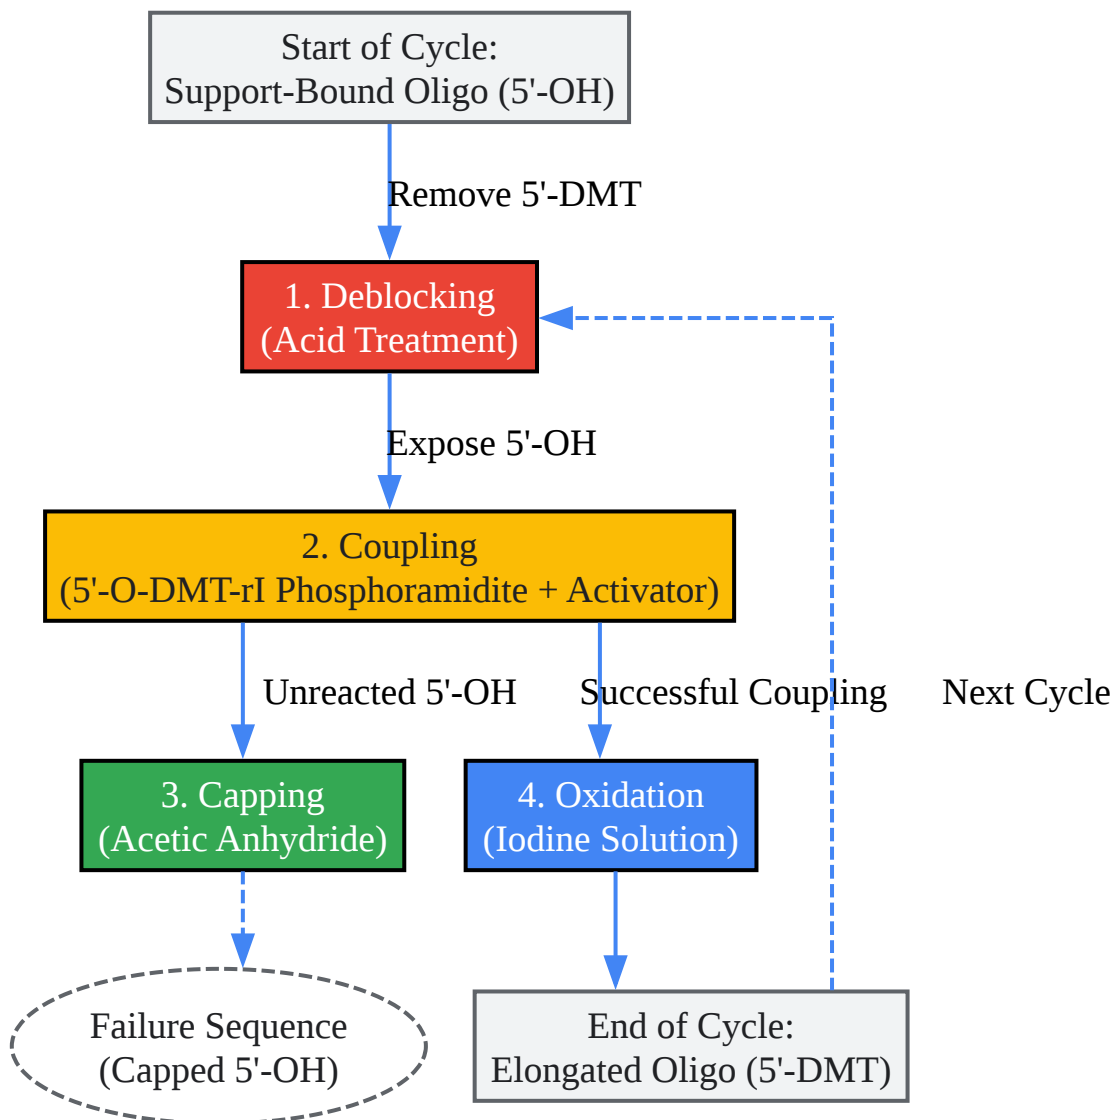 Start of Cycle:
Support-Bound Oligo (5'-OH)
Remove 5'-DMT
1. Deblocking
(Acid Treatment)
Expose 5'-OH
2. Coupling
(5'-O-DMT-rI Phosphoramidite + Activator)
Unreacted 5'-OH
Successful Coupling
Next Cycle
3. Capping
(Acetic Anhydride)
4. Oxidation
(Iodine Solution)
Failure Sequence
(Capped 5'-OH)
End of Cycle:
Elongated Oligo (5'-DMT)